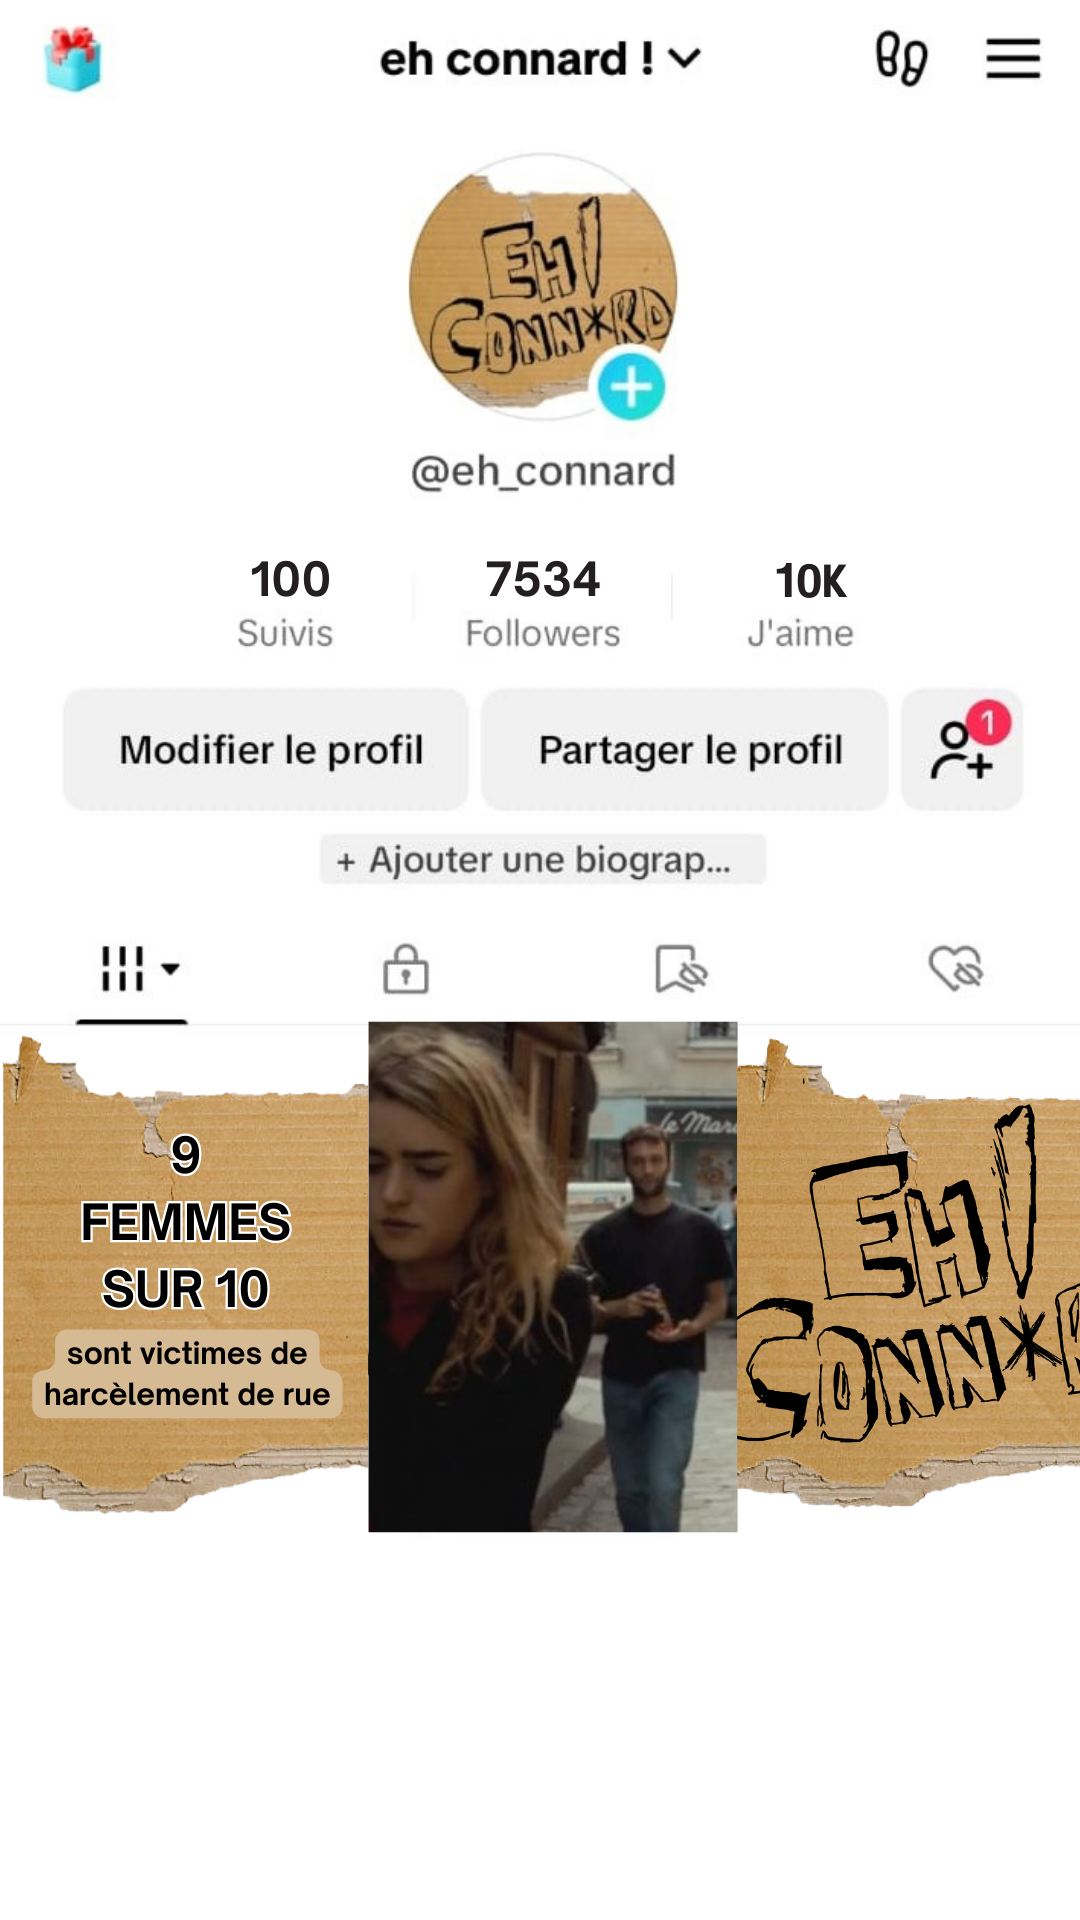 eh connard !
EH!
CONN*RD
@eh_connard
100 7534 10K
Suivis Followers J'aime
Modifier le profil Partager le profil 1
+ Ajouter une biograp...
9
FEMMES
SUR 10
sont victimes de
harcèlement de rue
le Mar
EH!
CONN*